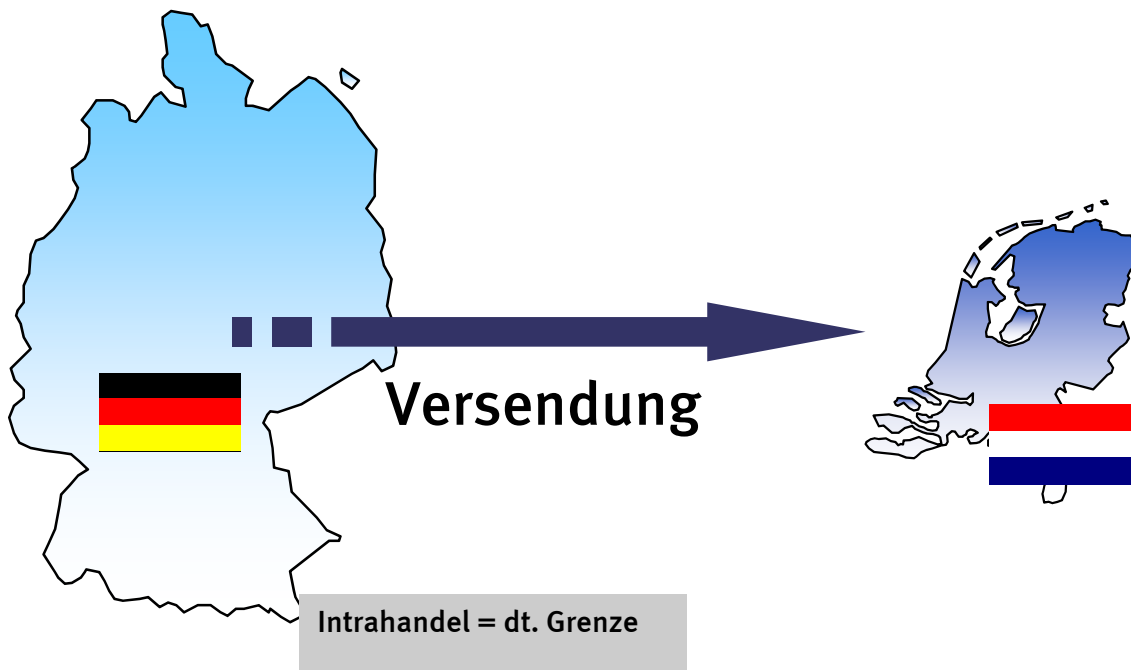 Versendung
Intrahandel = dt. Grenze